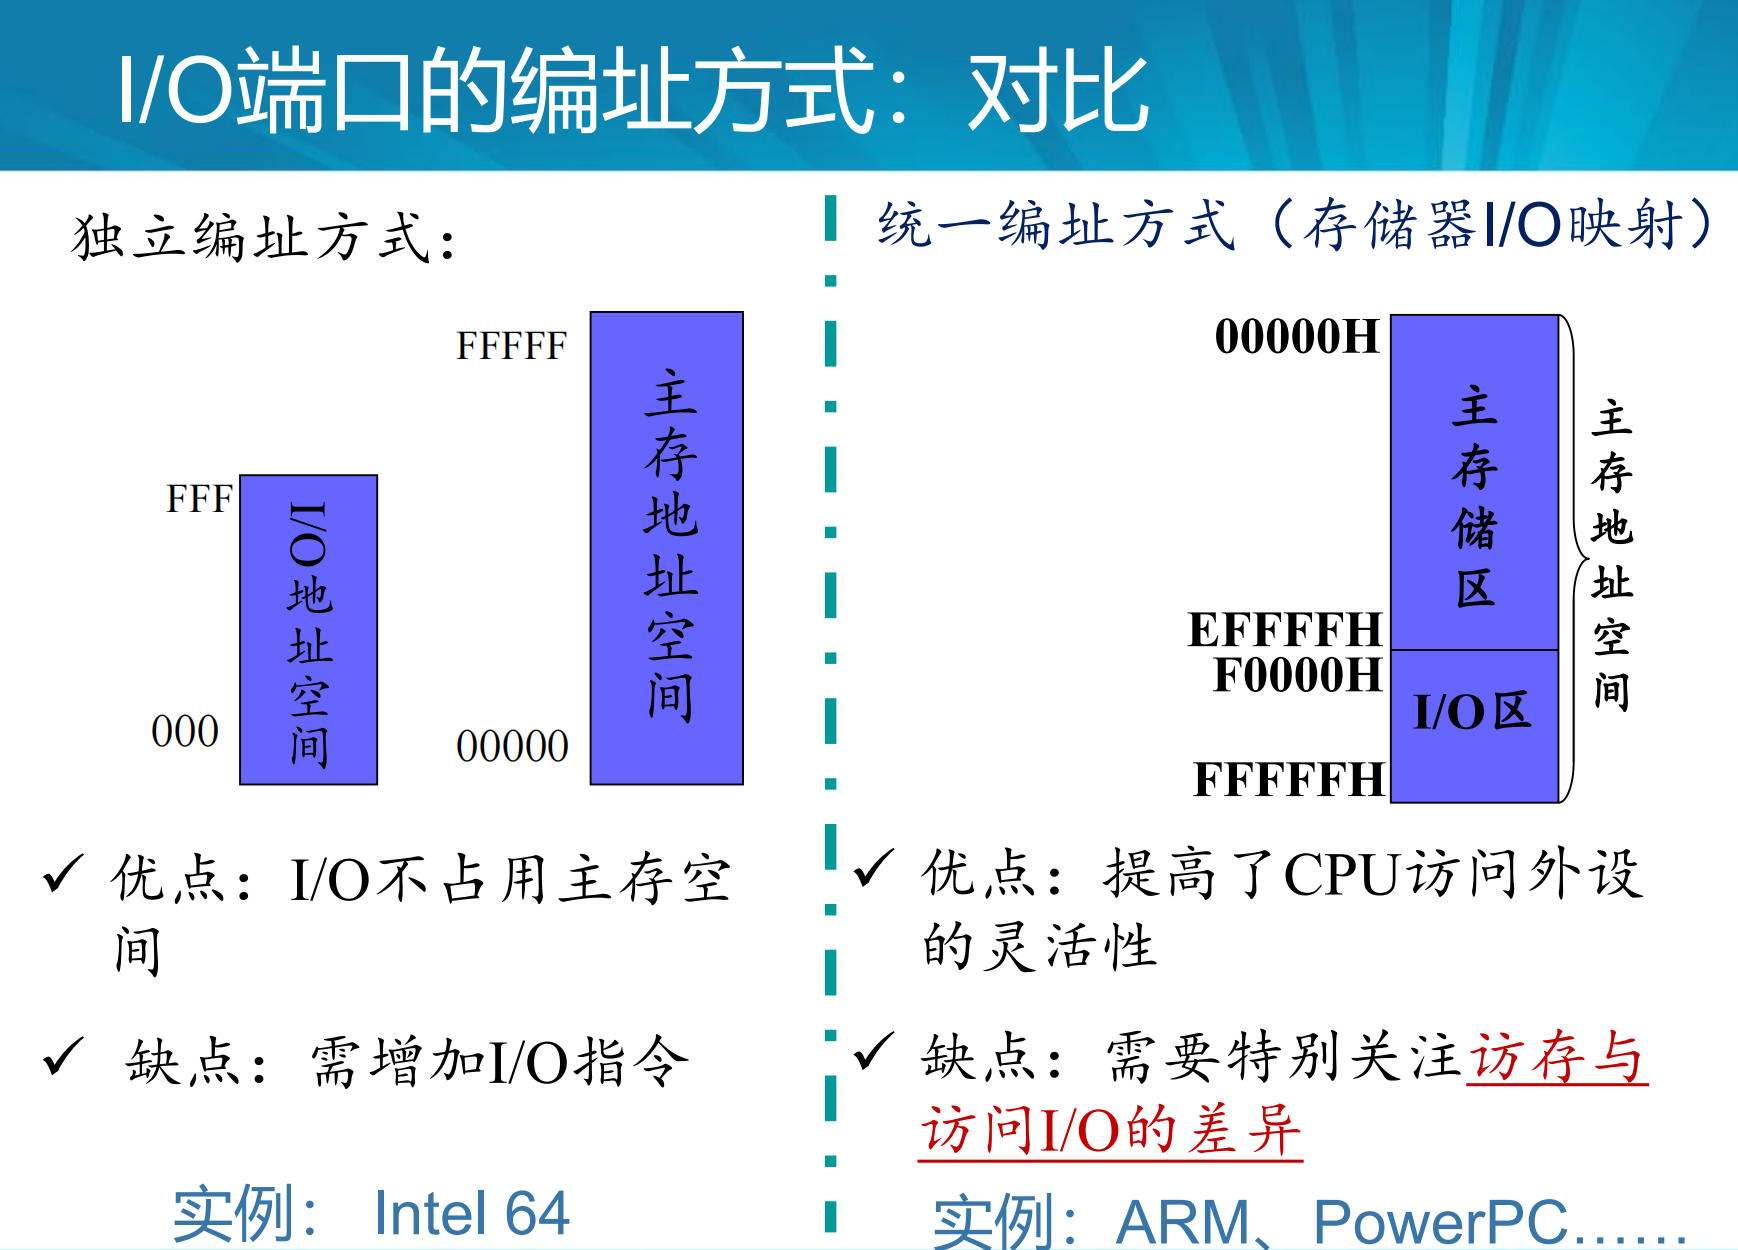 I/O端口的编址方式：对比
独立编址方式：
FFFFF
主存地址空间
FFF
I/O地址空间
000
00000
✓ 优点：I/O不占用主存空
间
✓ 缺点：需增加I/O指令
实例： Intel 64
统一编址方式（存储器I/O映射）
00000H
主存储区
主存地址空间
EFFFFH
F0000H
I/O区
FFFFFH
✓ 优点：提高了CPU访问外设
的灵活性
✓ 缺点：需要特别关注访存与
访问I/O的差异
实例：ARM、PowerPC……